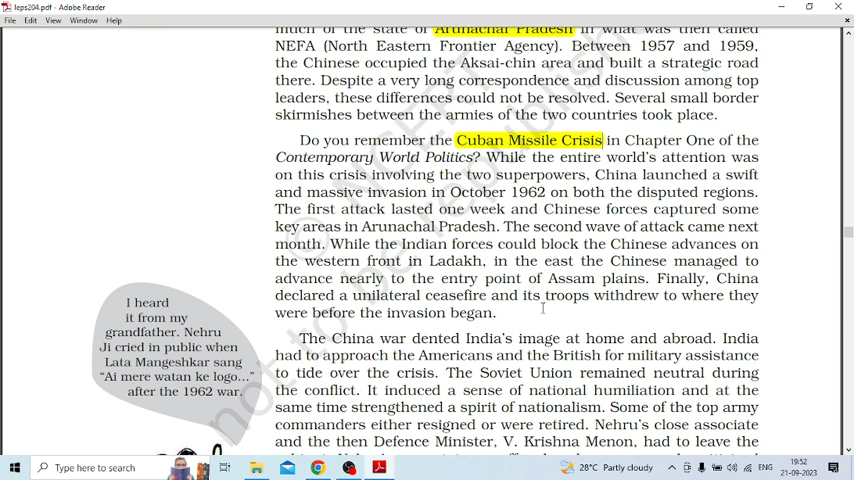 leps204.pdf - Adobe Reader
File Edit View Window Help
much of the state of Arunachal Pradesh in what was then called
NEFA (North Eastern Frontier Agency). Between 1957 and 1959,
the Chinese occupied the Aksai-chin area and built a strategic road
there. Despite a very long correspondence and discussion among top
leaders, these differences could not be resolved. Several small border
skirmishes between the armies of the two countries took place.
Do you remember the Cuban Missile Crisis in Chapter One of the
Contemporary World Politics? While the entire world's attention was
on this crisis involving the two superpowers, China launched a swift
and massive invasion in October 1962 on both the disputed regions.
The first attack lasted one week and Chinese forces captured some
key areas in Arunachal Pradesh. The second wave of attack came next
month. While the Indian forces could block the Chinese advances on
the western front in Ladakh, in the east the Chinese managed to
advance nearly to the entry point of Assam plains. Finally, China
declared a unilateral ceasefire and its troops withdrew to where they
were before the invasion began.
I heard
it from my
grandfather. Nehru
Ji cried in public when
Lata Mangeshkar sang
"Ai mere watan ke logo..."
after the 1962 war.
The China war dented India's image at home and abroad. India
had to approach the Americans and the British for military assistance
to tide over the crisis. The Soviet Union remained neutral during
the conflict. It induced a sense of national humiliation and at the
same time strengthened a spirit of nationalism. Some of the top army
commanders either resigned or were retired. Nehru's close associate
and the then Defence Minister, V. Krishna Menon, had to leave the
© NCERT
not to be republished
Type here to search
28°C Partly cloudy
ENG
19:52
21-09-2023